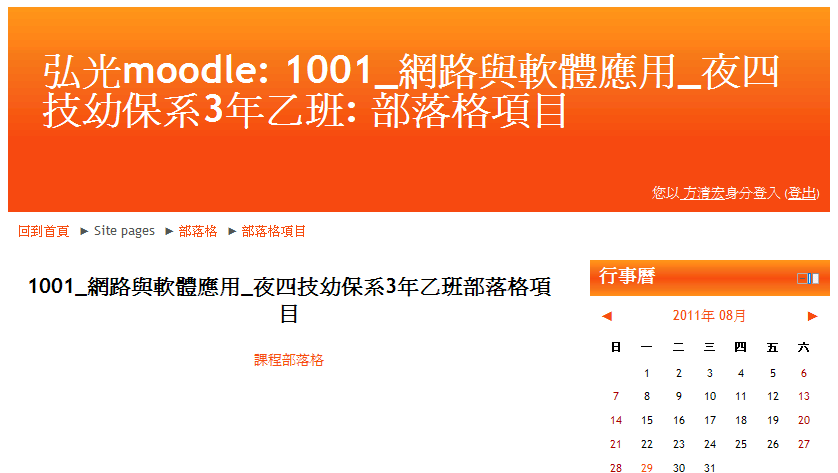 弘光moodle: 1001_網路與軟體應用_夜四
技幼保系3年乙班: 部落格項目
您以 方清宏身分登入 (登出)
回到首頁 ► Site pages ► 部落格 ► 部落格項目
1001_網路與軟體應用_夜四技幼保系3年乙班部落格項
目
課程部落格
行事曆
◄ 2011年 08月 ►
日 一 二 三 四 五 六
1 2 3 4 5 6
7 8 9 10 11 12 13
14 15 16 17 18 19 20
21 22 23 24 25 26 27
28 29 30 31